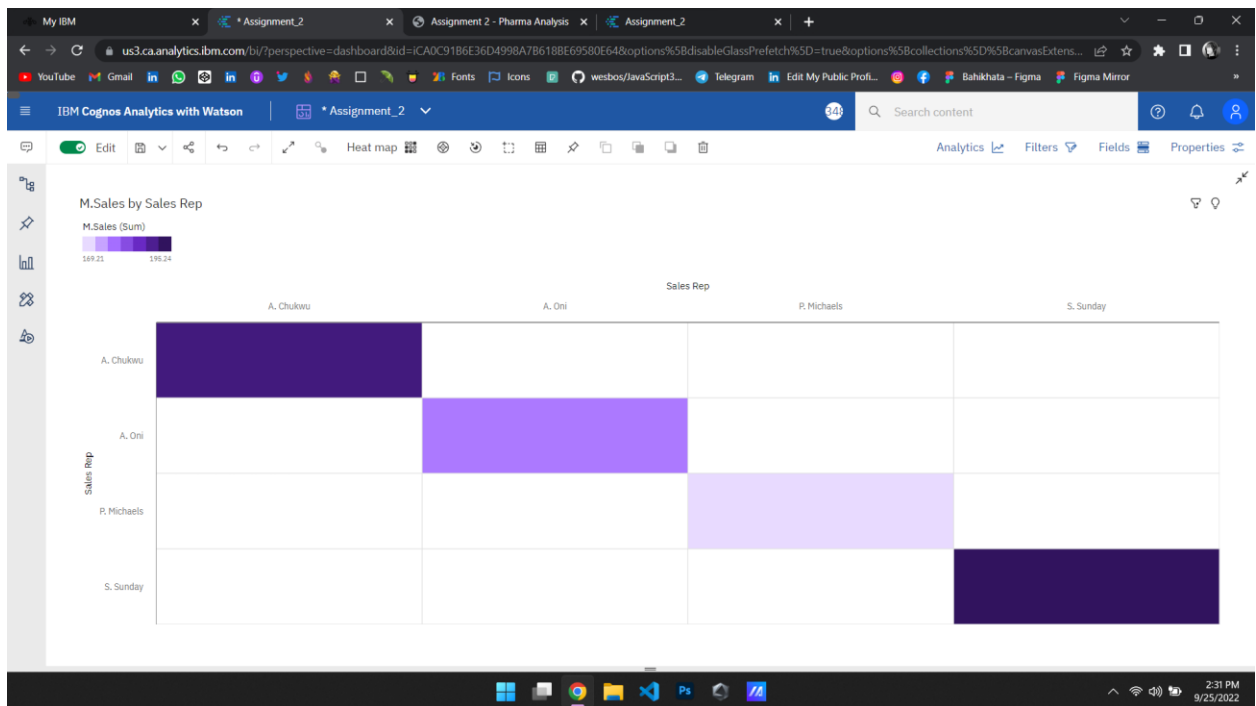 My IBM
* Assignment_2
Assignment 2 - Pharma Analysis
Assignment_2
us3.ca.analytics.ibm.com/bi/?perspective=dashboard&id=iCA0C91B6E36D4998A7B618BE69580E64&options%5BdisableGlassPrefetch%5D=true&options%5Bcollections%5D%5BcanvasExtens...
YouTube
Gmail
Fonts
Icons
wesbos/JavaScript3...
Telegram
Edit My Public Profi...
Bahikhata – Figma
Figma Mirror
»
IBM Cognos Analytics with Watson
* Assignment_2
Search content
Edit
Heat map
Analytics
Filters
Fields
Properties
M.Sales by Sales Rep
M.Sales (Sum)
169.21 195.24
Sales Rep
A. Chukwu A. Oni P. Michaels S. Sunday
A. Chukwu
A. Oni
Sales Rep
P. Michaels
S. Sunday
2:31 PM
9/25/2022